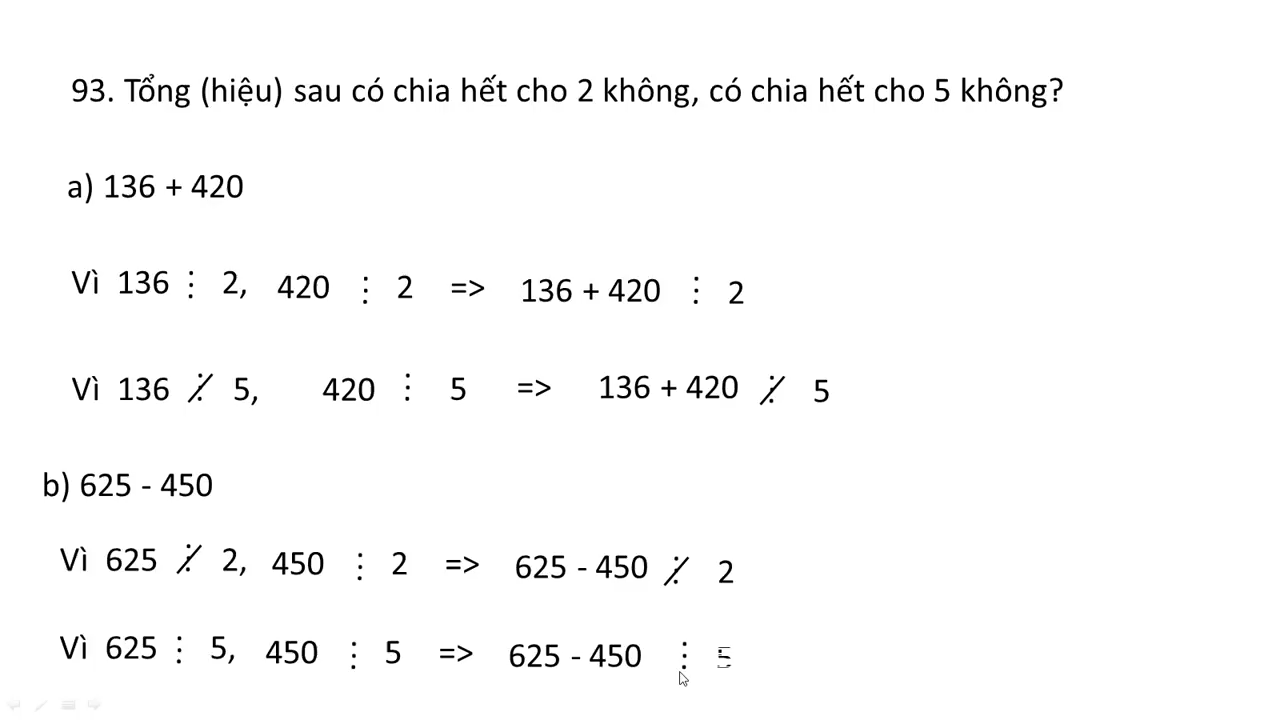 93. Tổng (hiệu) sau có chia hết cho 2 không, có chia hết cho 5 không?
a) 136 + 420
Vì 136 ⋮ 2, 420 ⋮ 2 => 136 + 420 ⋮ 2
Vì 136 ⋮̸ 5, 420 ⋮ 5 => 136 + 420 ⋮̸ 5
b) 625 - 450
Vì 625 ⋮̸ 2, 450 ⋮ 2 => 625 - 450 ⋮̸ 2
Vì 625 ⋮ 5, 450 ⋮ 5 => 625 - 450 ⋮ 5